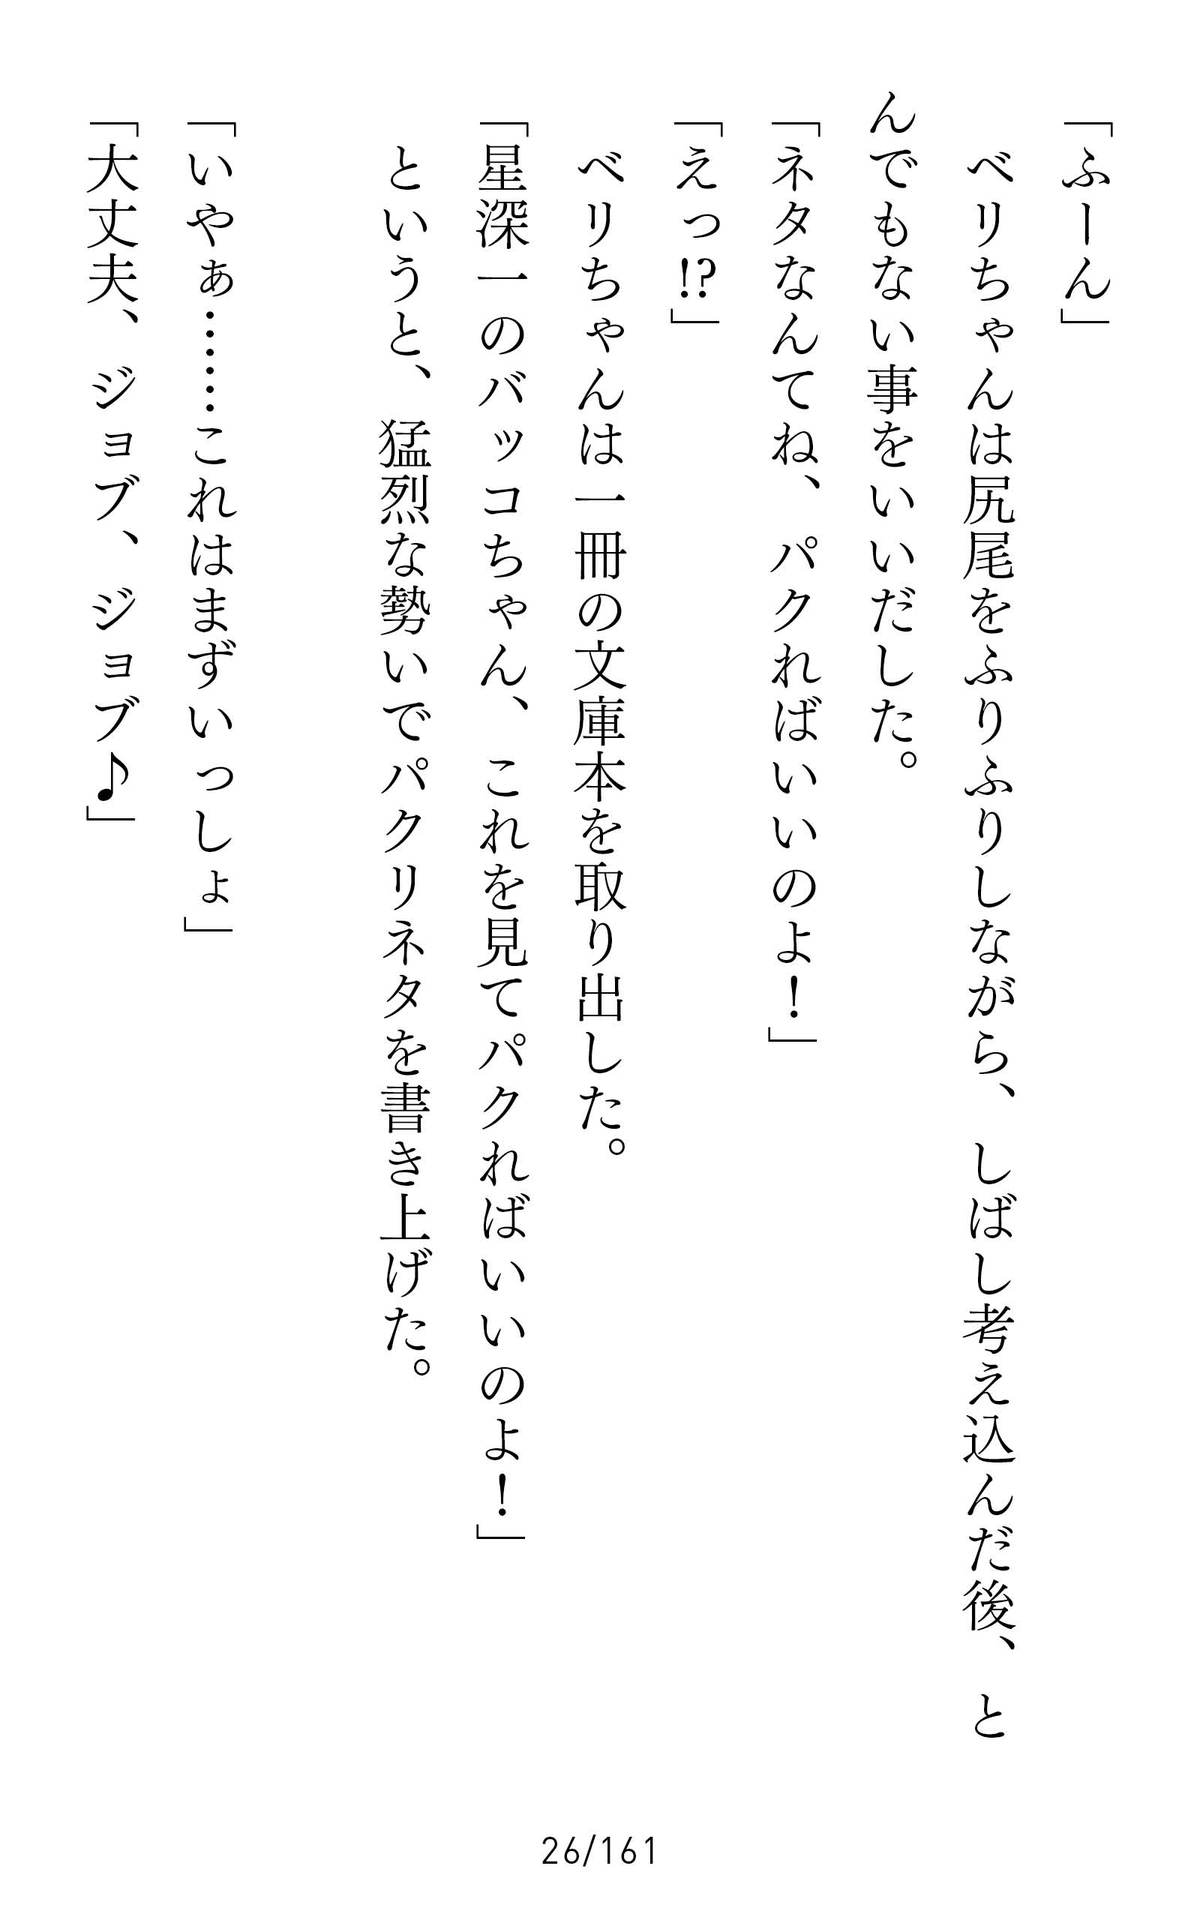 「ふーん」
　ベリちゃんは尻尾をふりふりしながら、しばし考え込んだ後、と
んでもない事をいいだした。
「ネタなんてね、パクればいいのよ！」
「えっ!?」
　ベリちゃんは一冊の文庫本を取り出した。
「星深一のバッコちゃん、これを見てパクればいいのよ！」
　というと、猛烈な勢いでパクリネタを書き上げた。
「いやぁ……これはまずいっしょ」
「大丈夫、ジョブ、ジョブ♪」
26/161